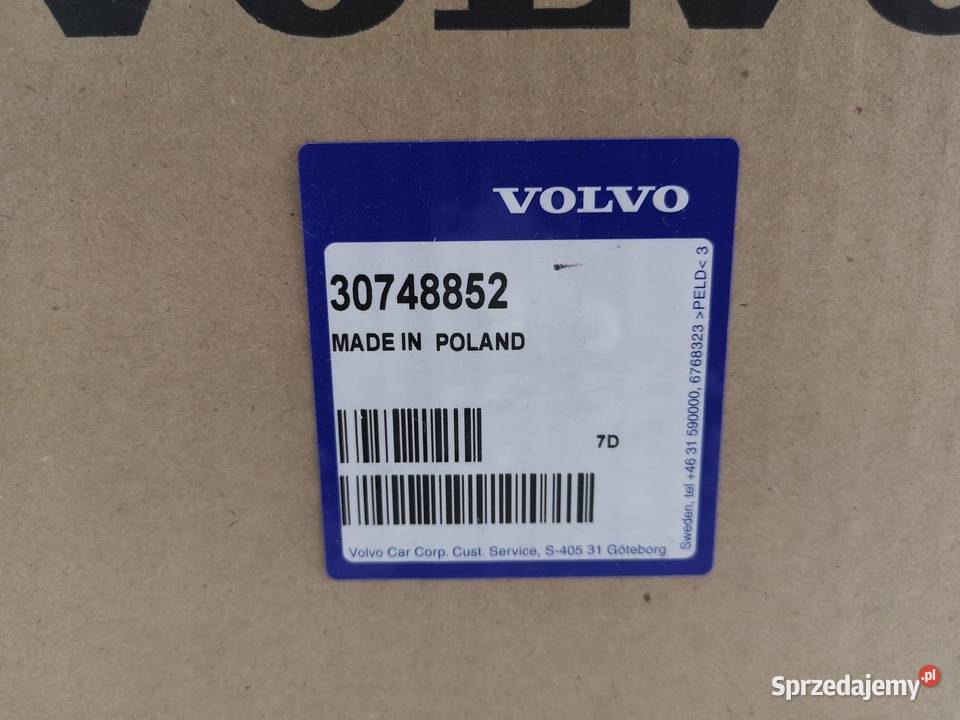 VOLVO
VOLVO
30748852
MADE IN POLAND
7D
Volvo Car Corp. Cust. Service, S-405 31 Göteborg
Sweden, tel +46 31 590000, 6768323 >PELD< 3
Sprzedajemy.pl